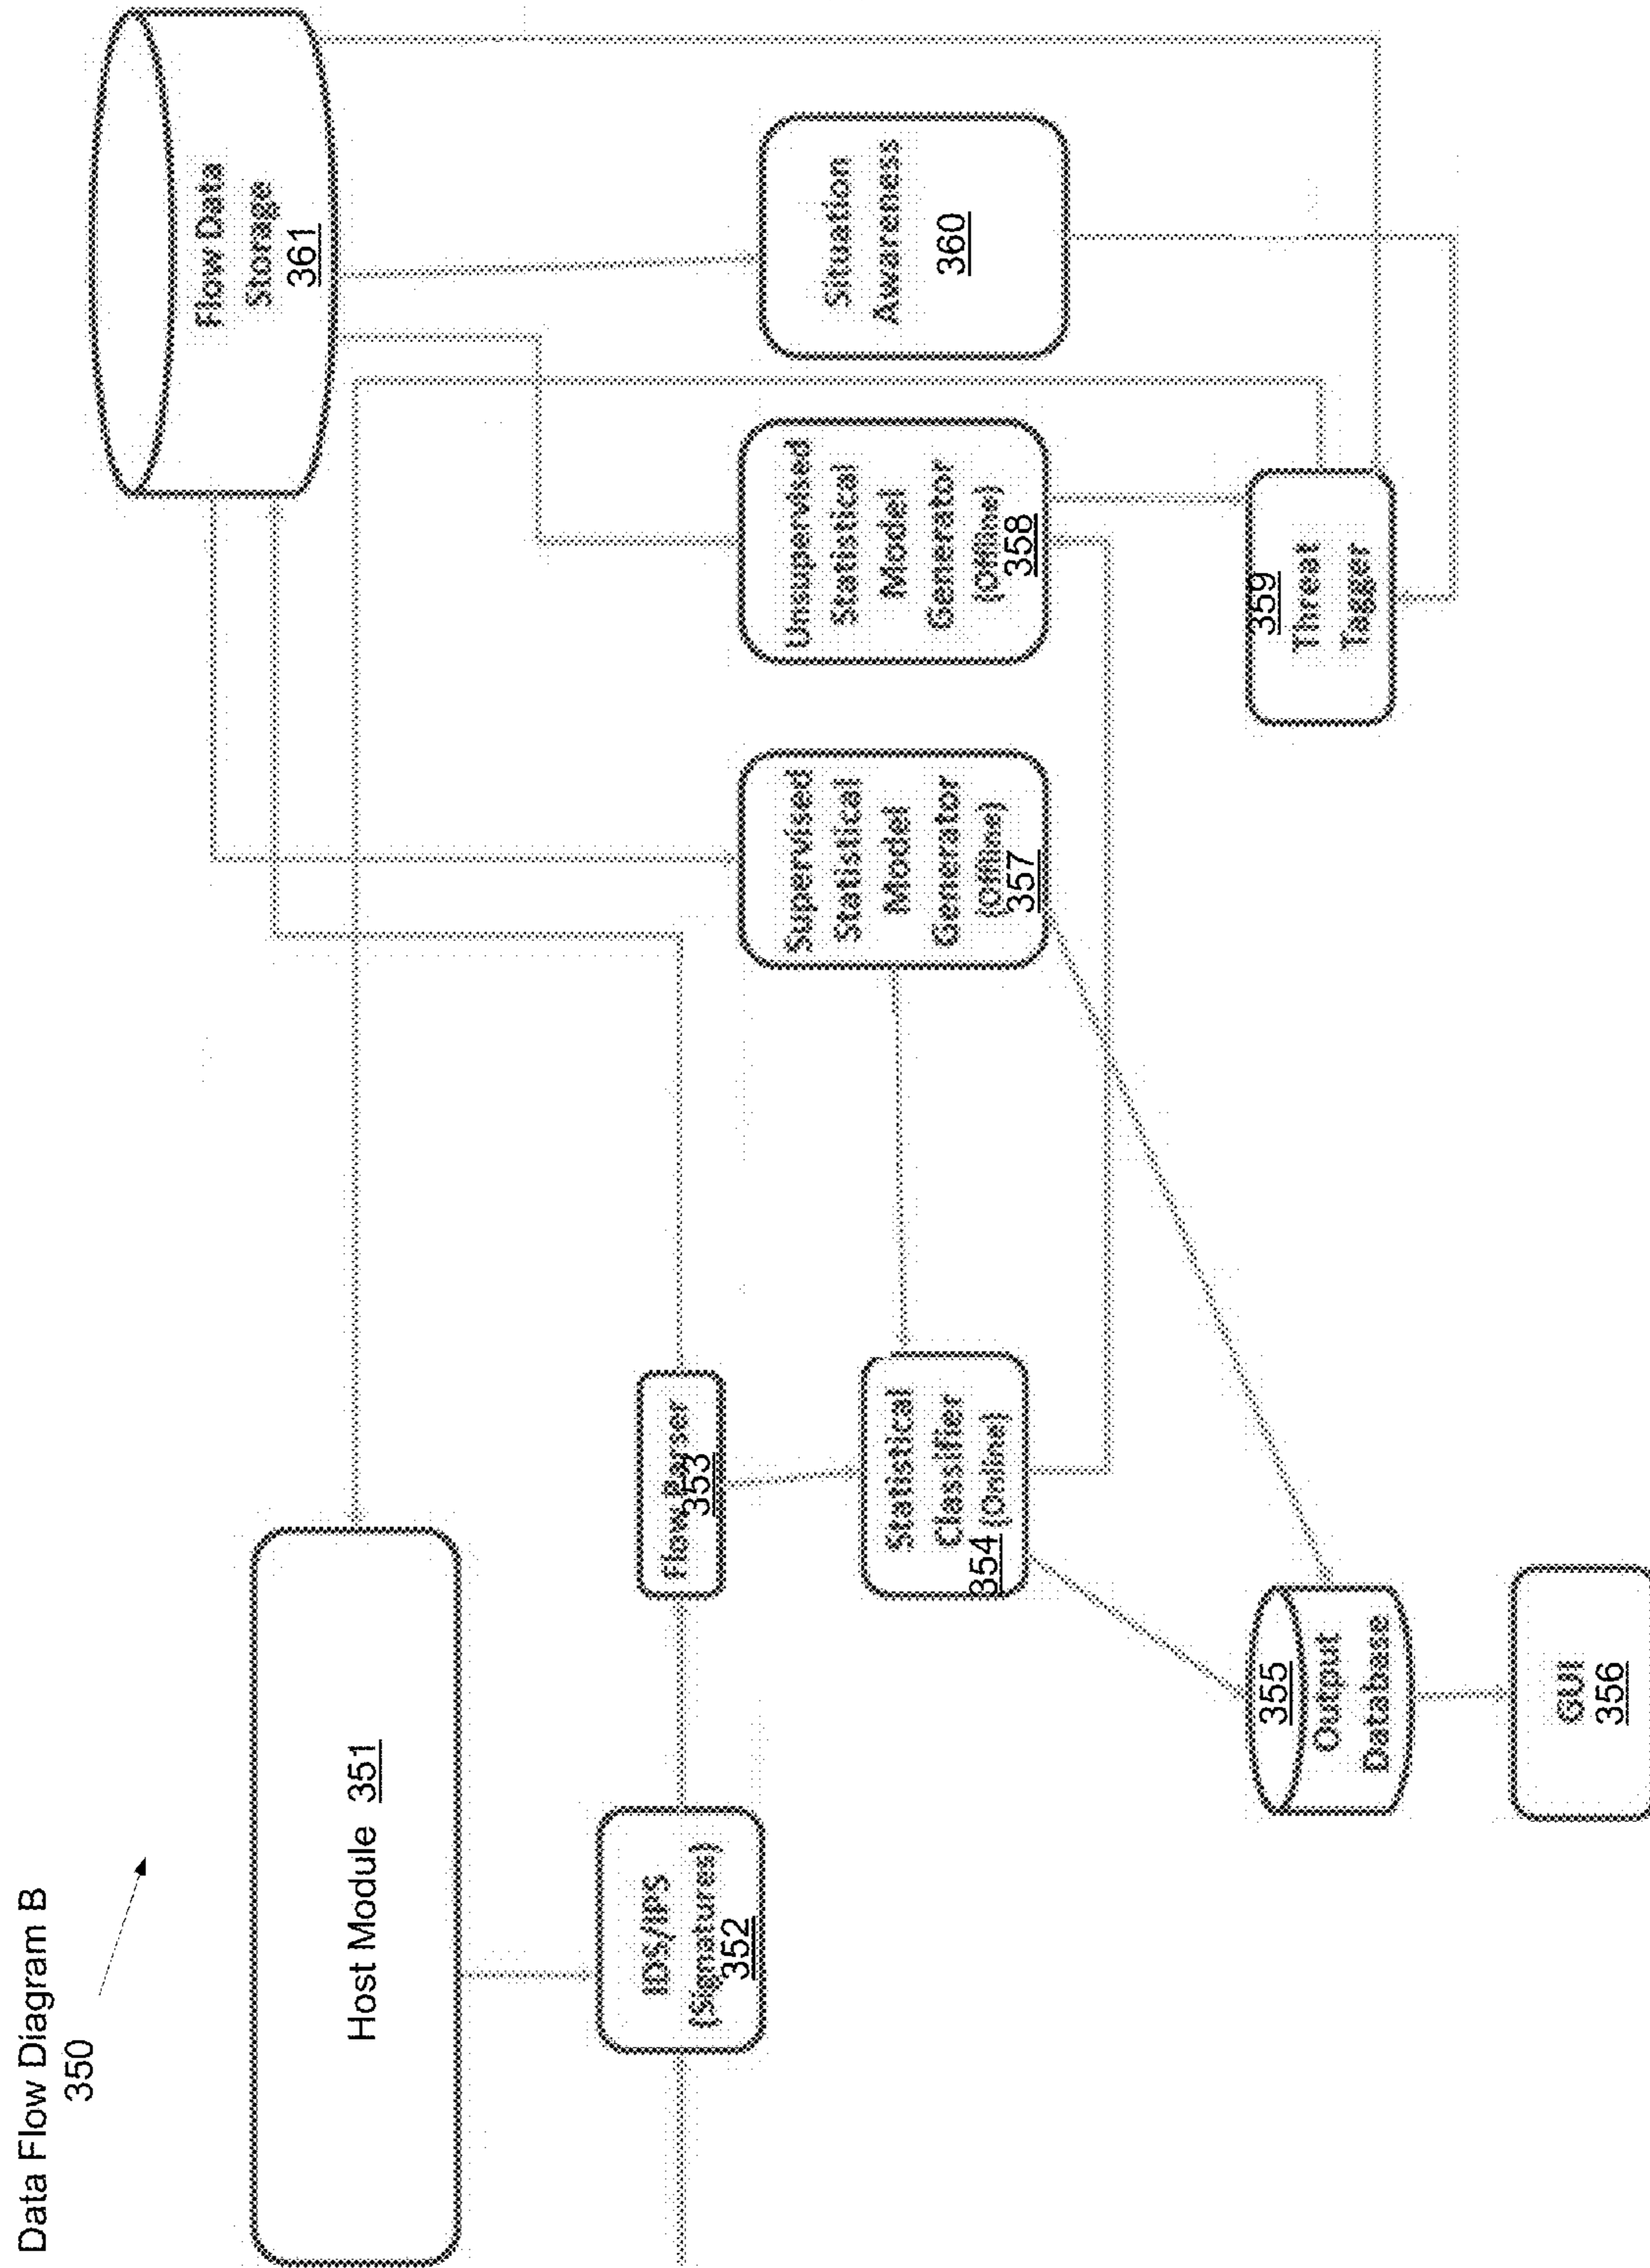 Data Flow Diagram B
350
Host Module 351
IDS/IPS
(Signatures)
352
Flow Parser
353
Statistical
Classifier
(Online)
354
355
Output
Database
GUI
356
Supervised
Statistical
Model
Generator
(Offline)
357
Unsupervised
Statistical
Model
Generator
(Offline)
358
359
Threat
Tagger
Situation
Awareness
360
Flow Data
Storage
361